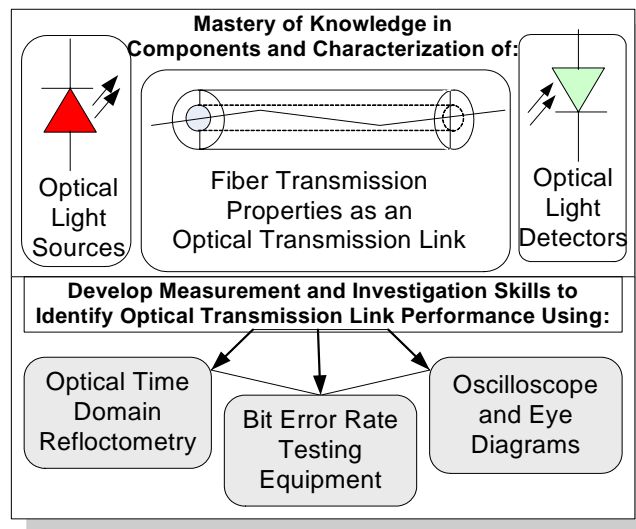 Mastery of Knowledge in
Components and Characterization of:
Optical
Light
Sources
Fiber Transmission
Properties as an
Optical Transmission Link
Optical
Light
Detectors
Develop Measurement and Investigation Skills to
Identify Optical Transmission Link Performance Using:
Optical Time
Domain
Refloctometry
Bit Error Rate
Testing
Equipment
Oscilloscope
and Eye
Diagrams